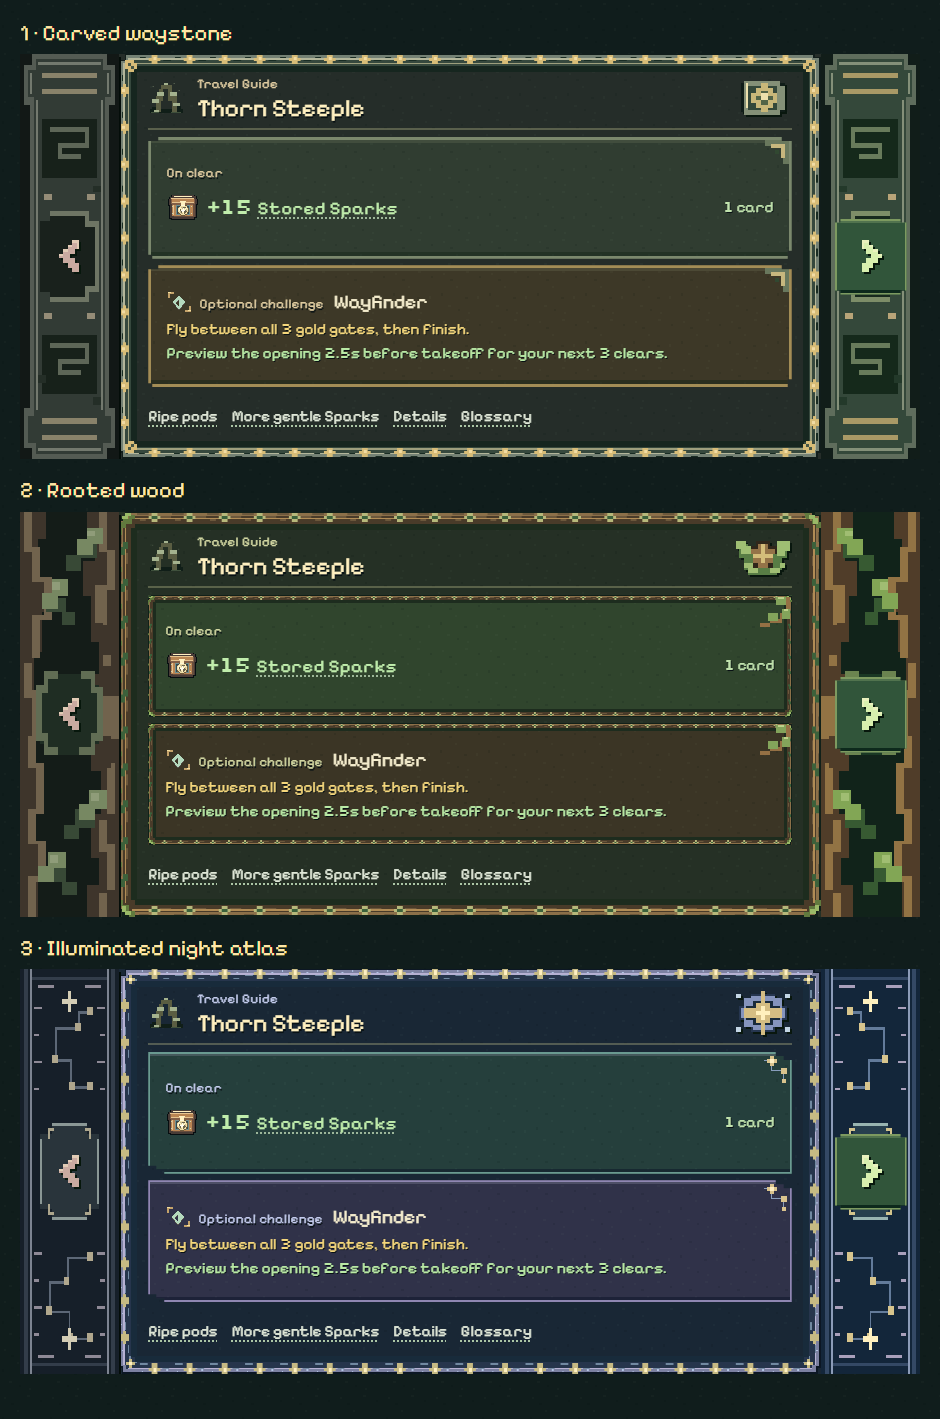 1 · Carved waystone
Travel Guide
Thorn Steeple
On clear
+15 Stored Sparks
1 card
Optional challenge Wayfinder
Fly between all 3 gold gates, then finish.
Preview the opening 2.5s before takeoff for your next 3 clears.
Ripe pods More gentle Sparks Details Glossary
2 · Rooted wood
Travel Guide
Thorn Steeple
On clear
+15 Stored Sparks
1 card
Optional challenge Wayfinder
Fly between all 3 gold gates, then finish.
Preview the opening 2.5s before takeoff for your next 3 clears.
Ripe pods More gentle Sparks Details Glossary
3 · Illuminated night atlas
Travel Guide
Thorn Steeple
On clear
+15 Stored Sparks
1 card
Optional challenge Wayfinder
Fly between all 3 gold gates, then finish.
Preview the opening 2.5s before takeoff for your next 3 clears.
Ripe pods More gentle Sparks Details Glossary